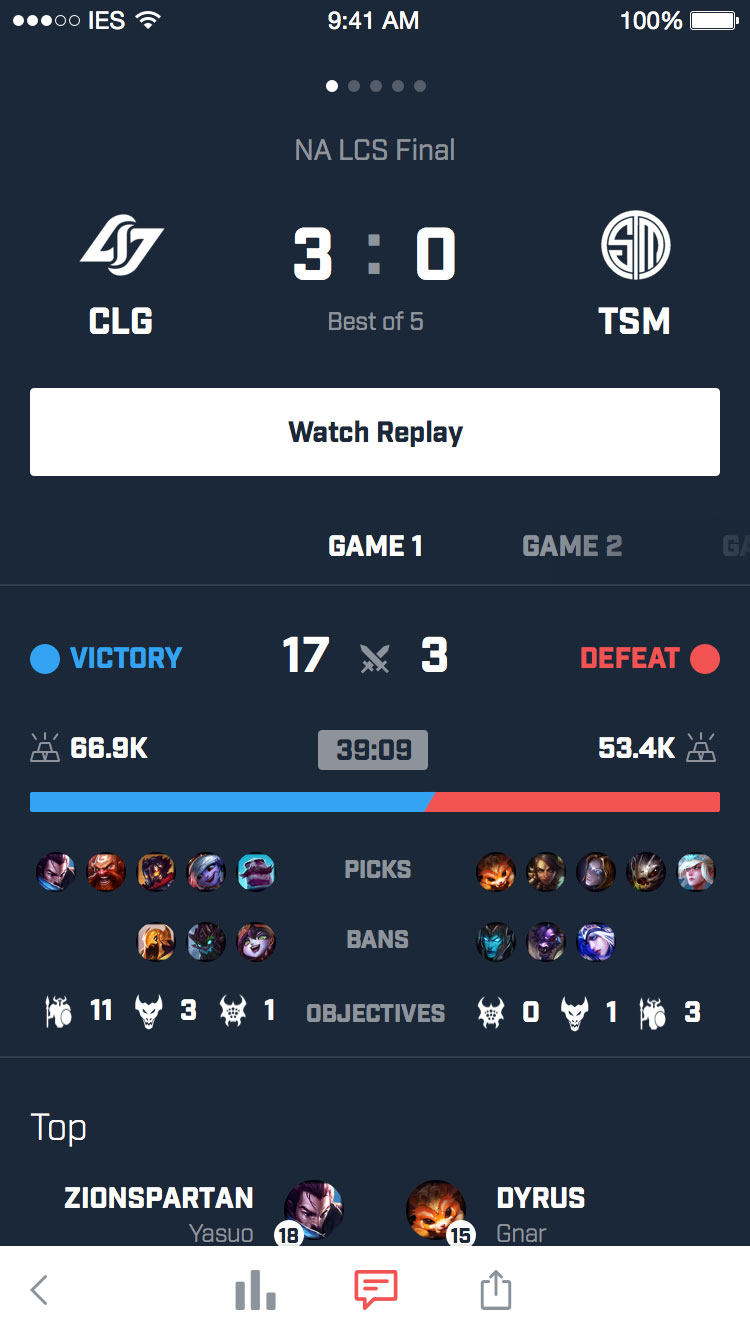 IES 9:41 AM 100%
NA LCS Final
3 : 0
CLG Best of 5 TSM
Watch Replay
GAME 1 GAME 2 GA
VICTORY 17 3 DEFEAT
66.9K 39:09 53.4K
PICKS
BANS
11 3 1 OBJECTIVES 0 1 3
Top
ZIONSPARTAN DYRUS
Yasuo 18 15 Gnar